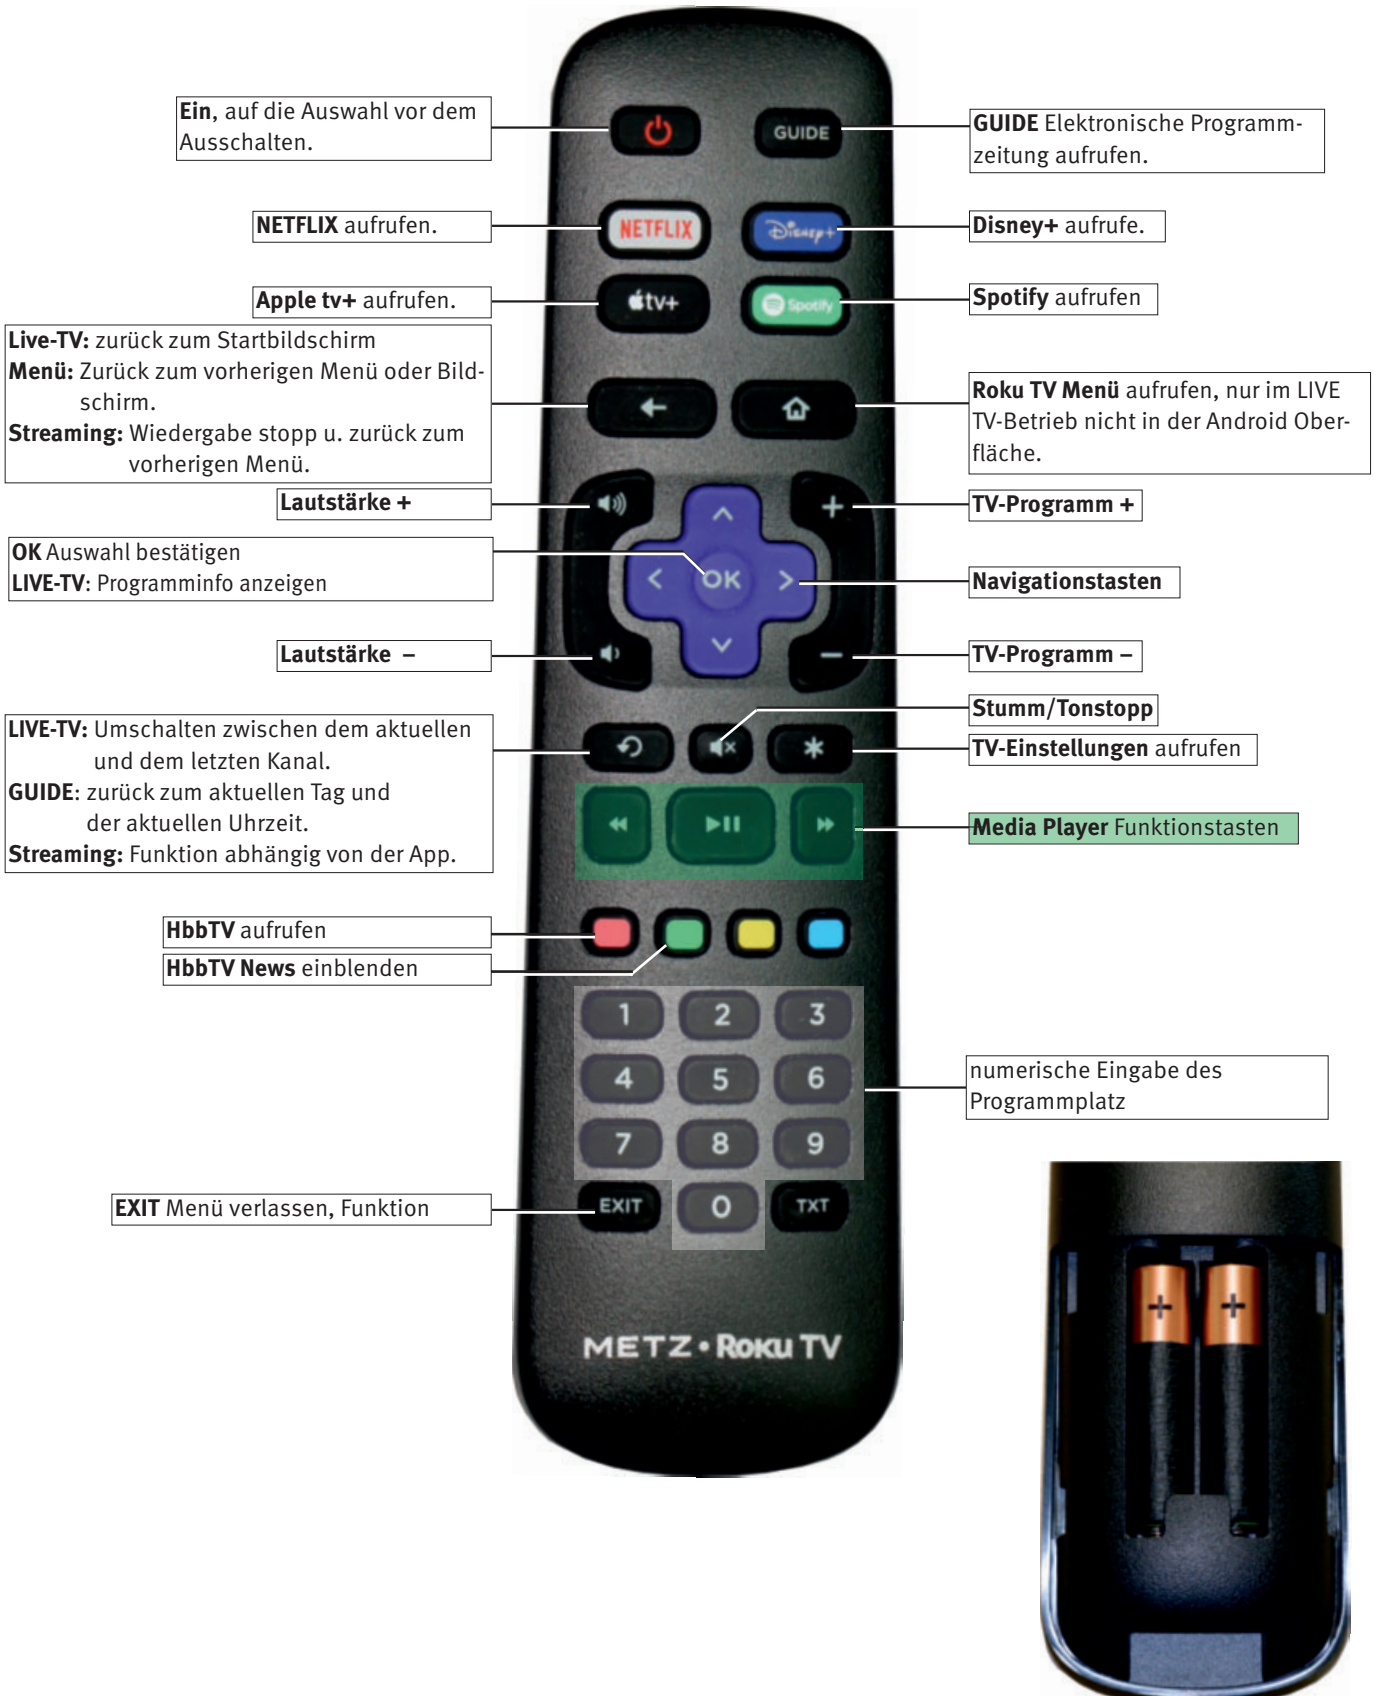 Ein, auf die Auswahl vor dem
Ausschalten.
GUIDE
GUIDE Elektronische Programm-
zeitung aufrufen.
NETFLIX aufrufen.
NETFLIX
Disney+
Disney+ aufrufe.
Apple tv+ aufrufen.
tv+
Spotify
Spotify aufrufen
Live-TV: zurück zum Startbildschirm
Menü: Zurück zum vorherigen Menü oder Bild-
schirm.
Streaming: Wiedergabe stopp u. zurück zum
vorherigen Menü.
Roku TV Menü aufrufen, nur im LIVE
TV-Betrieb nicht in der Android Ober-
fläche.
Lautstärke +
+
TV-Programm +
OK Auswahl bestätigen
LIVE-TV: Programminfo anzeigen
OK
Navigationstasten
Lautstärke –
–
TV-Programm –
Stumm/Tonstopp
LIVE-TV: Umschalten zwischen dem aktuellen
und dem letzten Kanal.
GUIDE: zurück zum aktuellen Tag und
der aktuellen Uhrzeit.
Streaming: Funktion abhängig von der App.
*
TV-Einstellungen aufrufen
Media Player Funktionstasten
HbbTV aufrufen
HbbTV News einblenden
1 2 3
4 5 6
7 8 9
numerische Eingabe des
Programmplatz
EXIT Menü verlassen, Funktion
EXIT 0 TXT
METZ • Roku TV
+ +